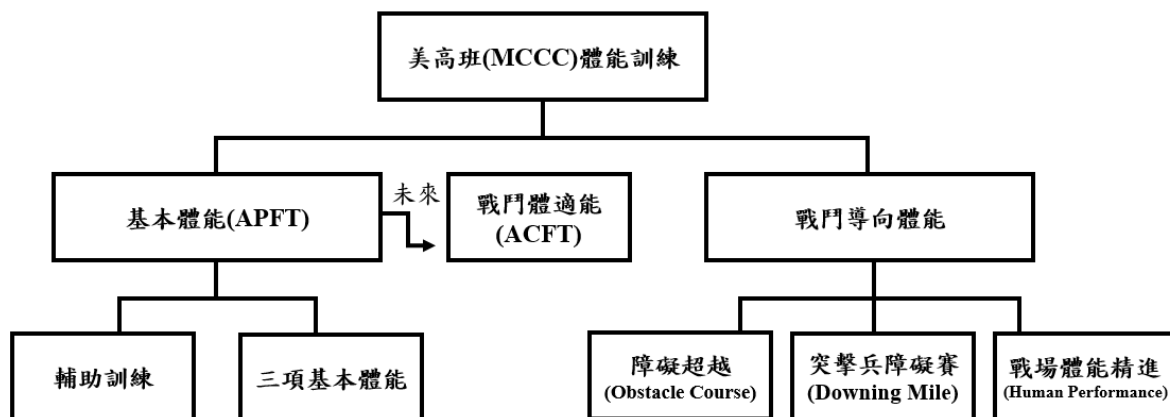 美高班(MCCC)體能訓練
基本體能(APFT)
未來
戰鬥體適能
(ACFT)
戰鬥導向體能
輔助訓練
三項基本體能
障礙超越
(Obstacle Course)
突擊兵障礙賽
(Downing Mile)
戰場體能精進
(Human Performance)